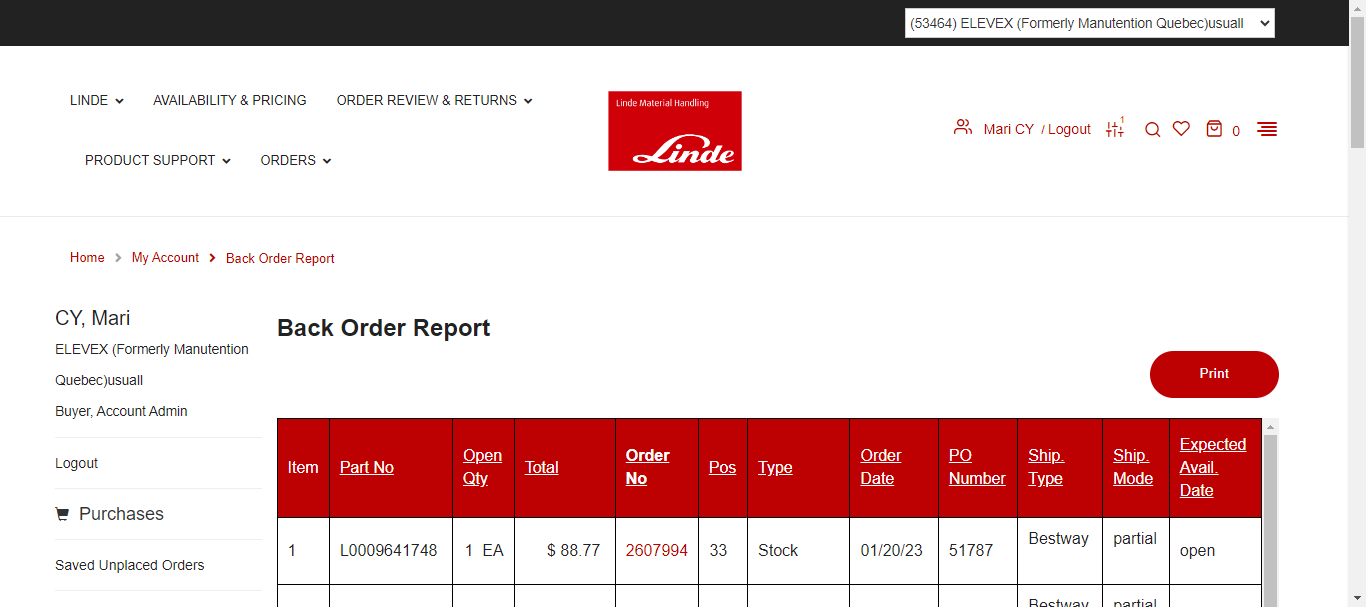 (53464) ELEVEX (Formerly Manutention Quebec)usuall
LINDE
AVAILABILITY & PRICING
ORDER REVIEW & RETURNS
Linde Material Handling
Linde
Mari CY / Logout
1
0
PRODUCT SUPPORT
ORDERS
Home
My Account
Back Order Report
CY, Mari
ELEVEX (Formerly Manutention
Quebec)usuall
Buyer, Account Admin
Logout
Purchases
Saved Unplaced Orders
Back Order Report
Print
Item
Part No
Open
Qty
Total
Order
No
Pos
Type
Order
Date
PO
Number
Ship.
Type
Ship.
Mode
Expected
Avail.
Date
1
L0009641748
1 EA
$ 88.77
2607994
33
Stock
01/20/23
51787
Bestway
partial
open
Bestway
partial